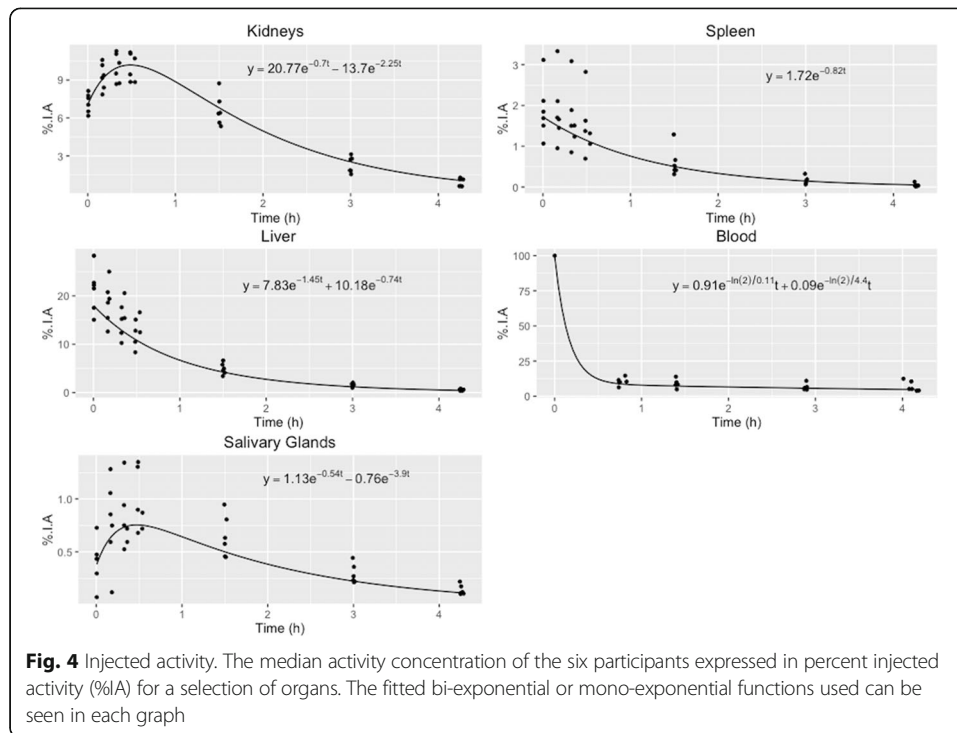 Kidneys
%.I.A
9
6
3
y = 20.77e^−0.7t − 13.7e^−2.25t
0 1 2 3 4
Time (h)
Spleen
%.I.A
3
2
1
0
y = 1.72e^−0.82t
0 1 2 3 4
Time (h)
Liver
%.I.A
20
10
0
y = 7.83e^−1.45t + 10.18e^−0.74t
0 1 2 3 4
Time (h)
Blood
%.I.A
100
75
50
25
0
y = 0.91e^−ln(2)/0.11 t + 0.09e^−ln(2)/4.4 t
0 1 2 3 4
Time (h)
Salivary Glands
%.I.A
1.0
0.5
y = 1.13e^−0.54t − 0.76e^−3.9t
0 1 2 3 4
Time (h)
Fig. 4 Injected activity. The median activity concentration of the six participants expressed in percent injected
activity (%IA) for a selection of organs. The fitted bi-exponential or mono-exponential functions used can be
seen in each graph